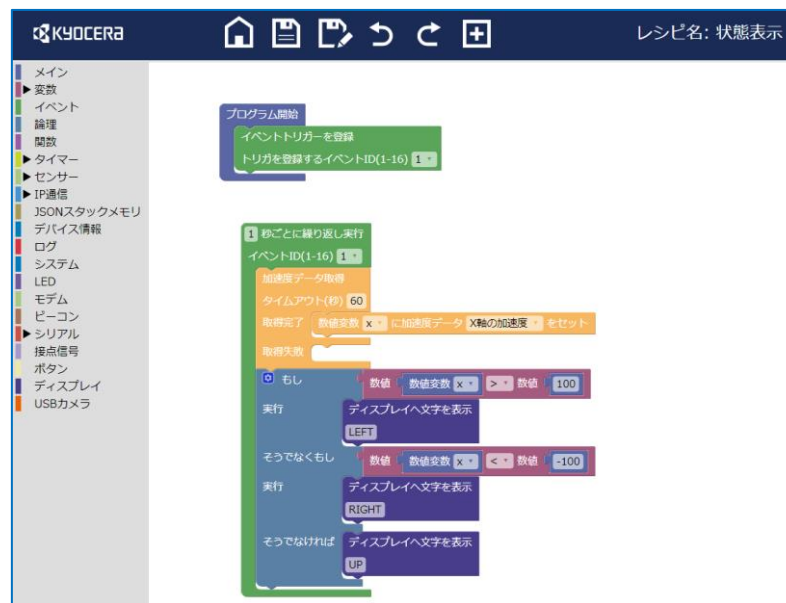 KYOCERA
レシピ名: 状態表示
メイン
変数
イベント
論理
関数
タイマー
センサー
IP通信
JSONスタックメモリ
デバイス情報
ログ
システム
LED
モデム
ビーコン
シリアル
接点信号
ボタン
ディスプレイ
USBカメラ
プログラム開始
イベントトリガーを登録
トリガを登録するイベントID(1-16) 1
1 秒ごとに繰り返し実行
イベントID(1-16) 1
加速度データ取得
タイムアウト(秒) 60
取得完了 数値変数 x に加速度データ X軸の加速度 をセット
取得失敗
もし 数値 数値変数 x > 数値 100
実行 ディスプレイへ文字を表示
LEFT
そうでなくもし 数値 数値変数 x < 数値 -100
実行 ディスプレイへ文字を表示
RIGHT
そうでなければ ディスプレイへ文字を表示
UP